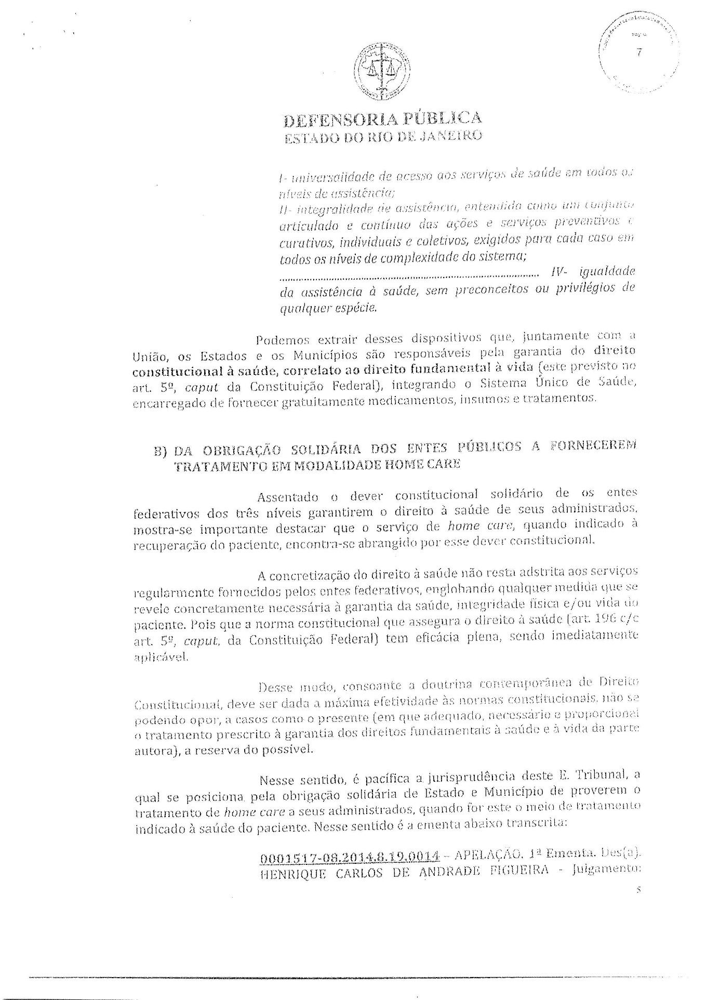 7
DEFENSORIA PÚBLICA
ESTADO DO RIO DE JANEIRO
I- universalidade de acesso aos serviços de saúde em todos os
níveis de assistência;
II- integralidade de assistência, entendida como um conjunto
articulado e contínuo das ações e serviços preventivos e
curativos, individuais e coletivos, exigidos para cada caso em
todos os níveis de complexidade do sistema;
.................................................................................... IV- igualdade
da assistência à saúde, sem preconceitos ou privilégios de
qualquer espécie.
Podemos extrair desses dispositivos que, juntamente com a
União, os Estados e os Municípios são responsáveis pela garantia do direito
constitucional à saúde, correlato ao direito fundamental à vida (este previsto no
art. 5º, caput da Constituição Federal), integrando o Sistema Único de Saúde,
encarregado de fornecer gratuitamente medicamentos, insumos e tratamentos.
B) DA OBRIGAÇÃO SOLIDÁRIA DOS ENTES PÚBLICOS A FORNECEREM
TRATAMENTO EM MODALIDADE HOME CARE
Assentado o dever constitucional solidário de os entes
federativos dos três níveis garantirem o direito à saúde de seus administrados,
mostra-se importante destacar que o serviço de home care, quando indicado à
recuperação do paciente, encontra-se abrangido por esse dever constitucional.
A concretização do direito à saúde não resta adstrita aos serviços
regularmente fornecidos pelos entes federativos, englobando qualquer medida que se
revele concretamente necessária à garantia da saúde, integridade física e/ou vida do
paciente. Pois que a norma constitucional que assegura o direito à saúde (art. 196 c/c
art. 5º, caput, da Constituição Federal) tem eficácia plena, sendo imediatamente
aplicável.
Desse modo, consoante a doutrina contemporânea de Direito
Constitucional, deve ser dada a máxima efetividade às normas constitucionais, não se
podendo opor, a casos como o presente (em que adequado, necessário e proporcional
o tratamento prescrito à garantia dos direitos fundamentais à saúde e à vida da parte
autora), a reserva do possível.
Nesse sentido, é pacífica a jurisprudência deste E. Tribunal, a
qual se posiciona pela obrigação solidária de Estado e Município de proverem o
tratamento de home care a seus administrados, quando for este o meio de tratamento
indicado à saúde do paciente. Nesse sentido é a ementa abaixo transcrita:
0001517-08.2014.8.19.0014 – APELAÇÃO. 1ª Ementa. Des(a).
HENRIQUE CARLOS DE ANDRADE FIGUEIRA - Julgamento:
5